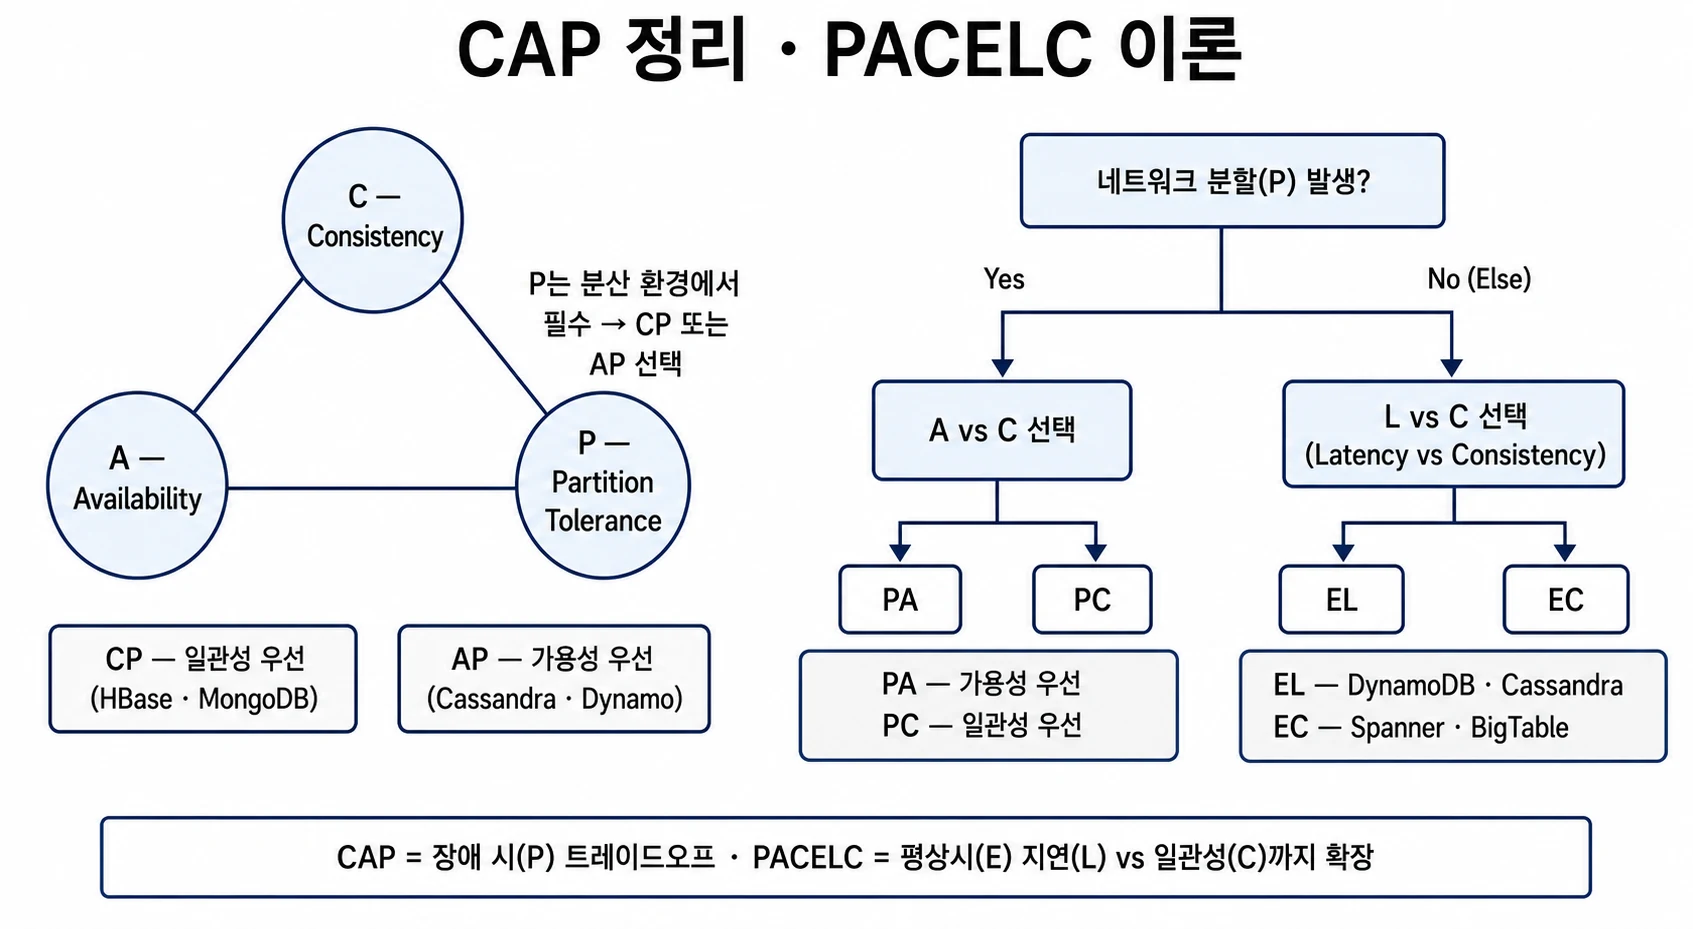 CAP 정리 · PACELC 이론
C —
Consistency
P는 분산 환경에서
필수 → CP 또는
AP 선택
A —
Availability
P —
Partition
Tolerance
CP — 일관성 우선
(HBase · MongoDB)
AP — 가용성 우선
(Cassandra · Dynamo)
네트워크 분할(P) 발생?
Yes
No (Else)
A vs C 선택
L vs C 선택
(Latency vs Consistency)
PA
PC
EL
EC
PA — 가용성 우선
PC — 일관성 우선
EL — DynamoDB · Cassandra
EC — Spanner · BigTable
CAP = 장애 시(P) 트레이드오프 · PACELC = 평상시(E) 지연(L) vs 일관성(C)까지 확장